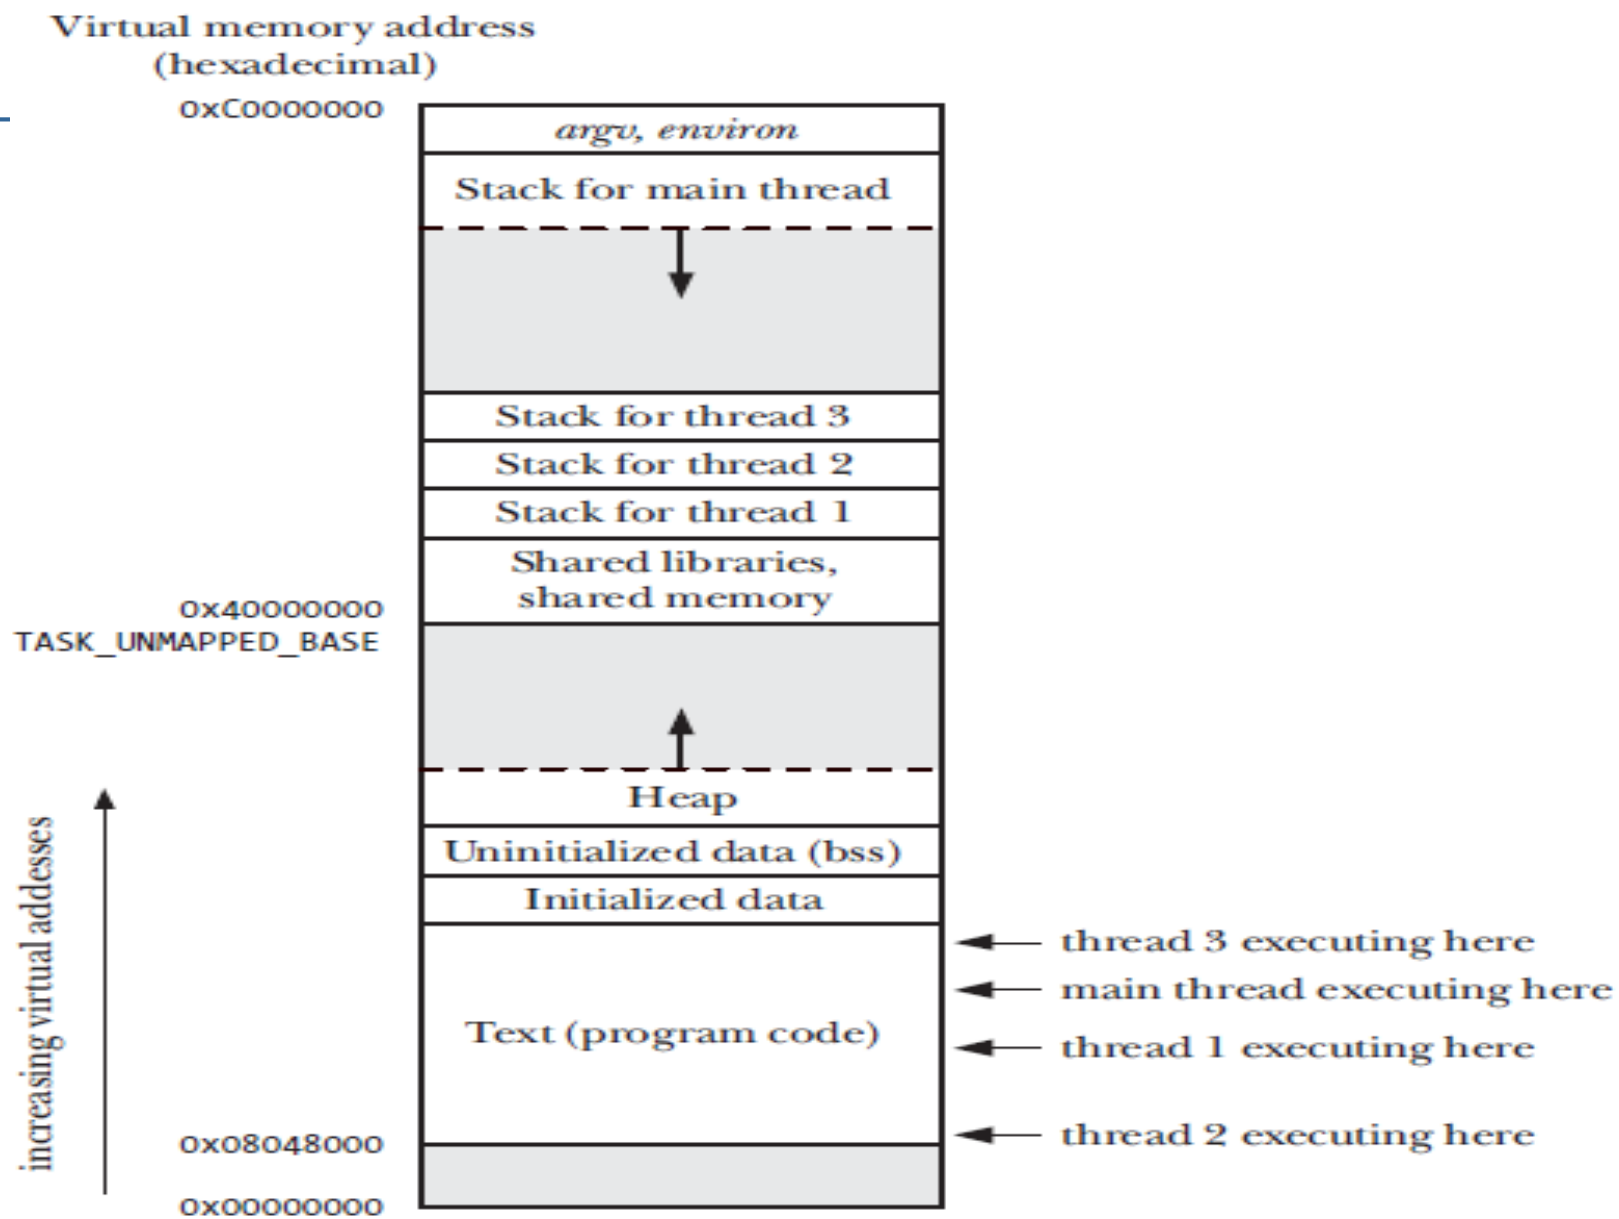 Virtual memory address
(hexadecimal)
0xC0000000
argv, environ
Stack for main thread
Stack for thread 3
Stack for thread 2
Stack for thread 1
Shared libraries,
shared memory
0x40000000
TASK_UNMAPPED_BASE
Heap
Uninitialized data (bss)
Initialized data
Text (program code)
thread 3 executing here
main thread executing here
thread 1 executing here
thread 2 executing here
0x08048000
0x00000000
increasing virtual addesses